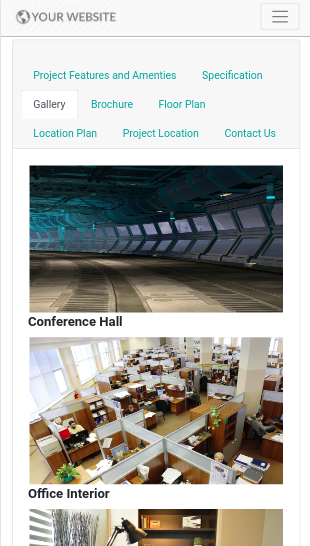 YOUR WEBSITE
Project Features and Amenties Specification
Gallery Brochure Floor Plan
Location Plan Project Location Contact Us
Conference Hall
Office Interior